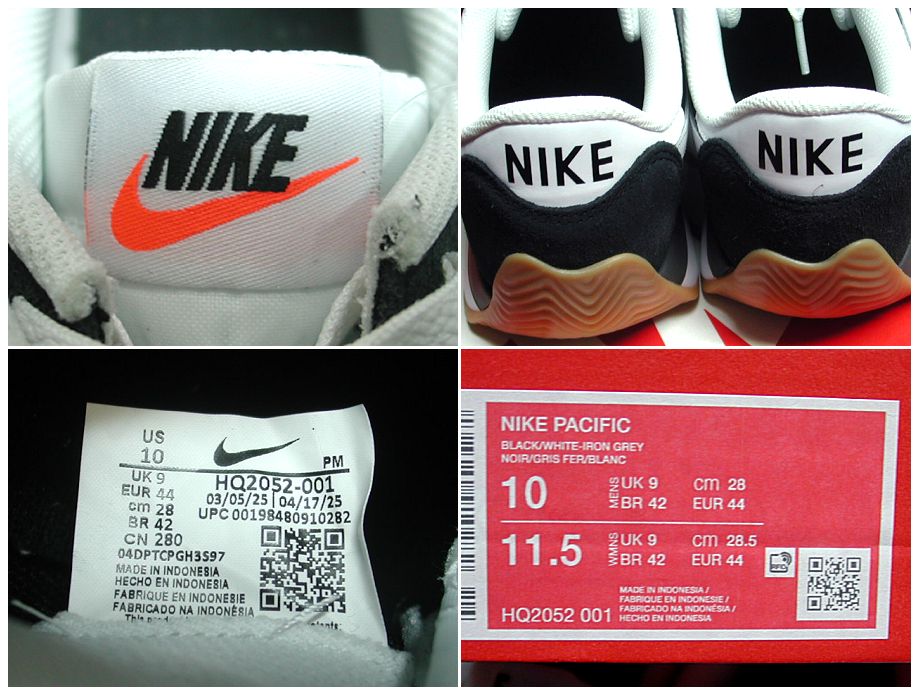 NIKE
NIKE
NIKE
US
10
PM
UK 9
EUR 44
cm 28
BR 42
CN 280
HQ2052-001
03/05/25 | 04/17/25
UPC 00198480910282
04DPTCPGH3S97
MADE IN INDONESIA
HECHO EN INDONESIA
FABRIQUE EN INDONESIE
FABRICADO NA INDONÉSIA
NIKE PACIFIC
BLACK/WHITE-IRON GREY
NOIR/GRIS FER/BLANC
10 MENS UK 9 cm 28
BR 42 EUR 44
11.5 WMNS UK 9 cm 28.5
BR 42 EUR 44
RFID
HQ2052 001
MADE IN INDONESIA /
FABRIQUE EN INDONESIE /
FABRICADO NA INDONÉSIA /
HECHO EN INDONESIA